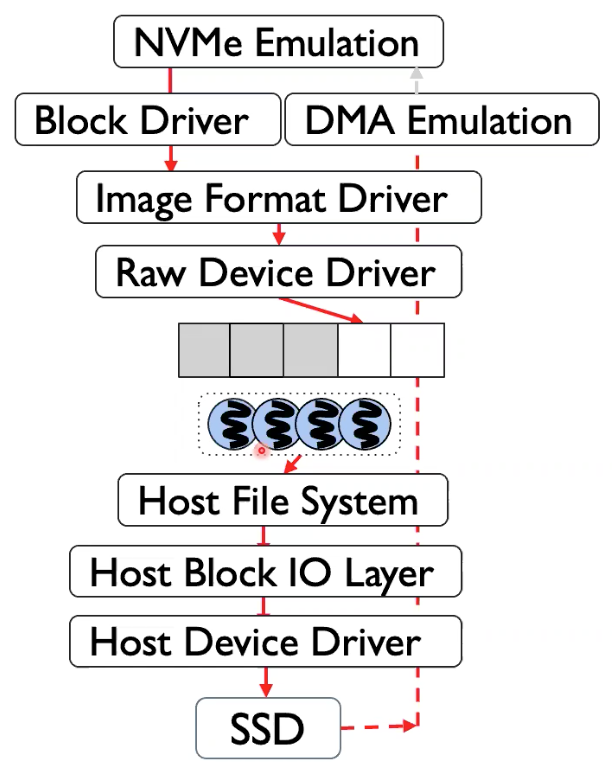 NVMe Emulation
Block Driver
DMA Emulation
Image Format Driver
Raw Device Driver
Host File System
Host Block IO Layer
Host Device Driver
SSD